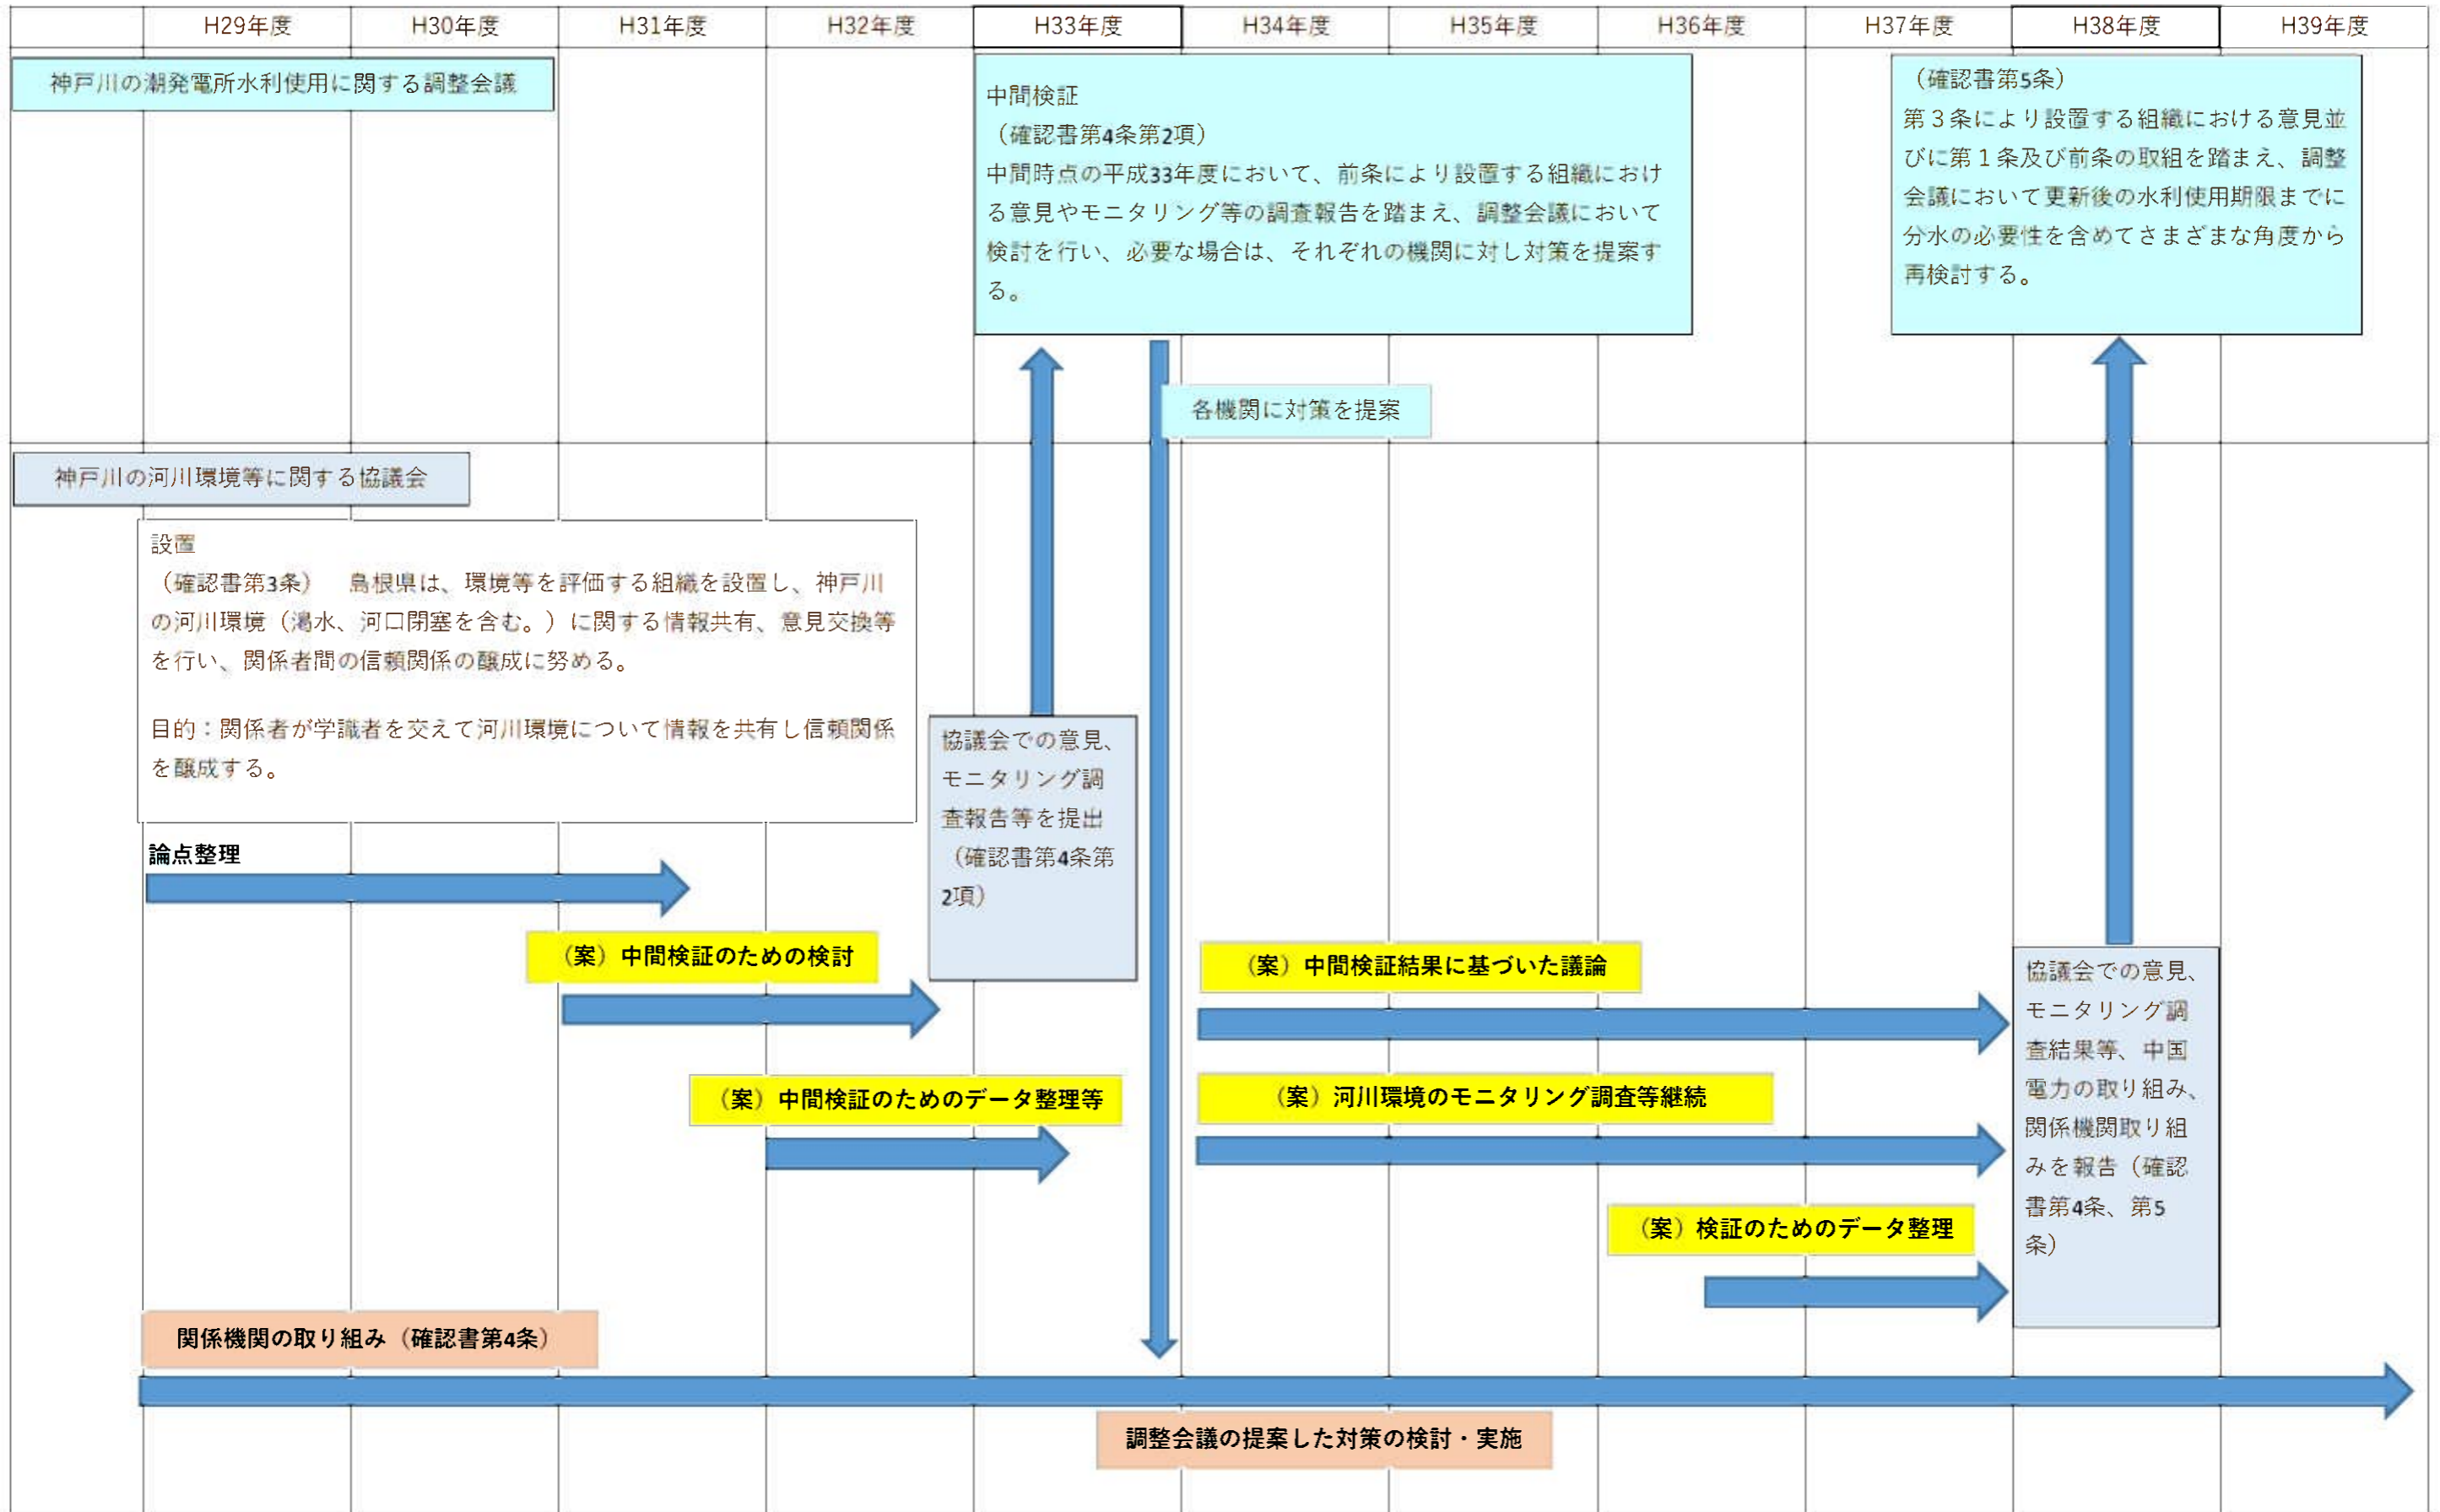 H29年度
H30年度
H31年度
H32年度
H33年度
H34年度
H35年度
H36年度
H37年度
H38年度
H39年度
神戸川の潮発電所水利使用に関する調整会議
中間検証
（確認書第4条第2項）
中間時点の平成33年度において、前条により設置する組織におけ
る意見やモニタリング等の調査報告を踏まえ、調整会議において
検討を行い、必要な場合は、それぞれの機関に対し対策を提案す
る。
（確認書第5条）
第３条により設置する組織における意見並
びに第１条及び前条の取組を踏まえ、調整
会議において更新後の水利使用期限までに
分水の必要性を含めてさまざまな角度から
再検討する。
各機関に対策を提案
神戸川の河川環境等に関する協議会
設置
（確認書第3条）　島根県は、環境等を評価する組織を設置し、神戸川
の河川環境（渇水、河口閉塞を含む。）に関する情報共有、意見交換等
を行い、関係者間の信頼関係の醸成に努める。
目的：関係者が学識者を交えて河川環境について情報を共有し信頼関係
を醸成する。
協議会での意見、
モニタリング調
査報告等を提出
（確認書第4条第
2項）
論点整理
（案）中間検証のための検討
（案）中間検証のためのデータ整理等
（案）中間検証結果に基づいた議論
（案）河川環境のモニタリング調査等継続
（案）検証のためのデータ整理
協議会での意見、
モニタリング調
査結果等、中国
電力の取り組み、
関係機関取り組
みを報告（確認
書第4条、第5
条）
関係機関の取り組み（確認書第4条）
調整会議の提案した対策の検討・実施